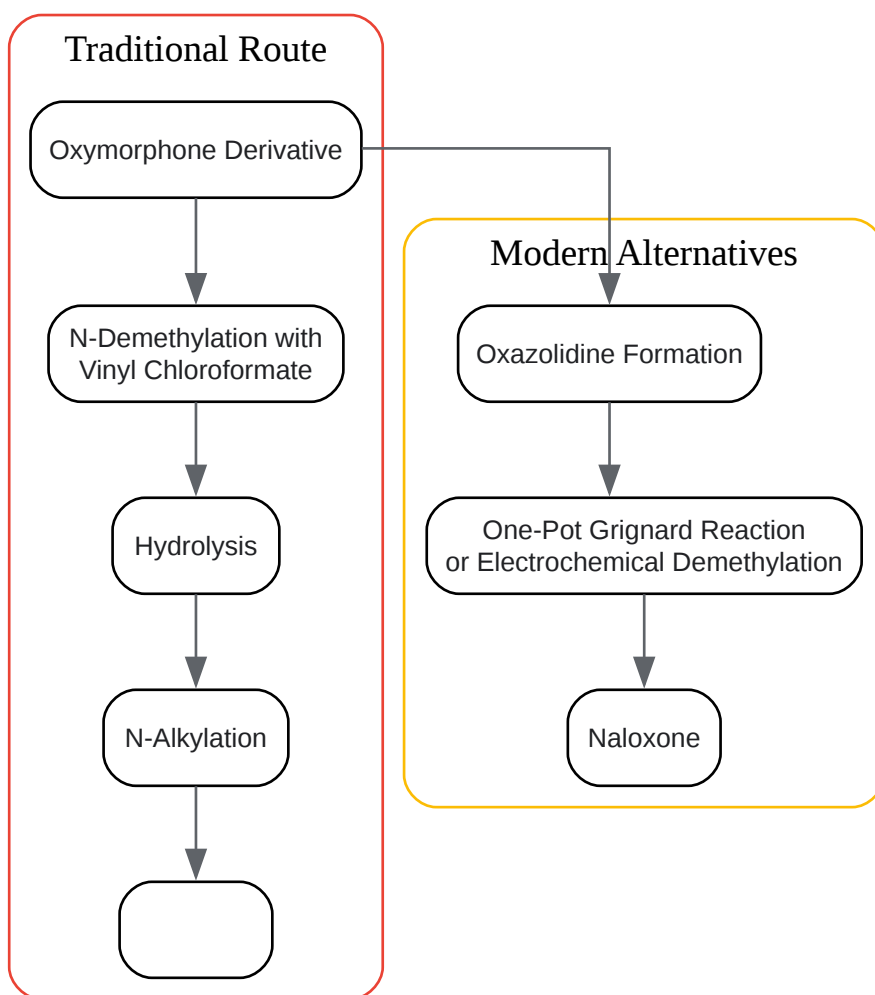 Traditional Route
Oxymorphone Derivative
N-Demethylation with
Vinyl Chloroformate
Hydrolysis
N-Alkylation
Modern Alternatives
Oxazolidine Formation
One-Pot Grignard Reaction
or Electrochemical Demethylation
Naloxone